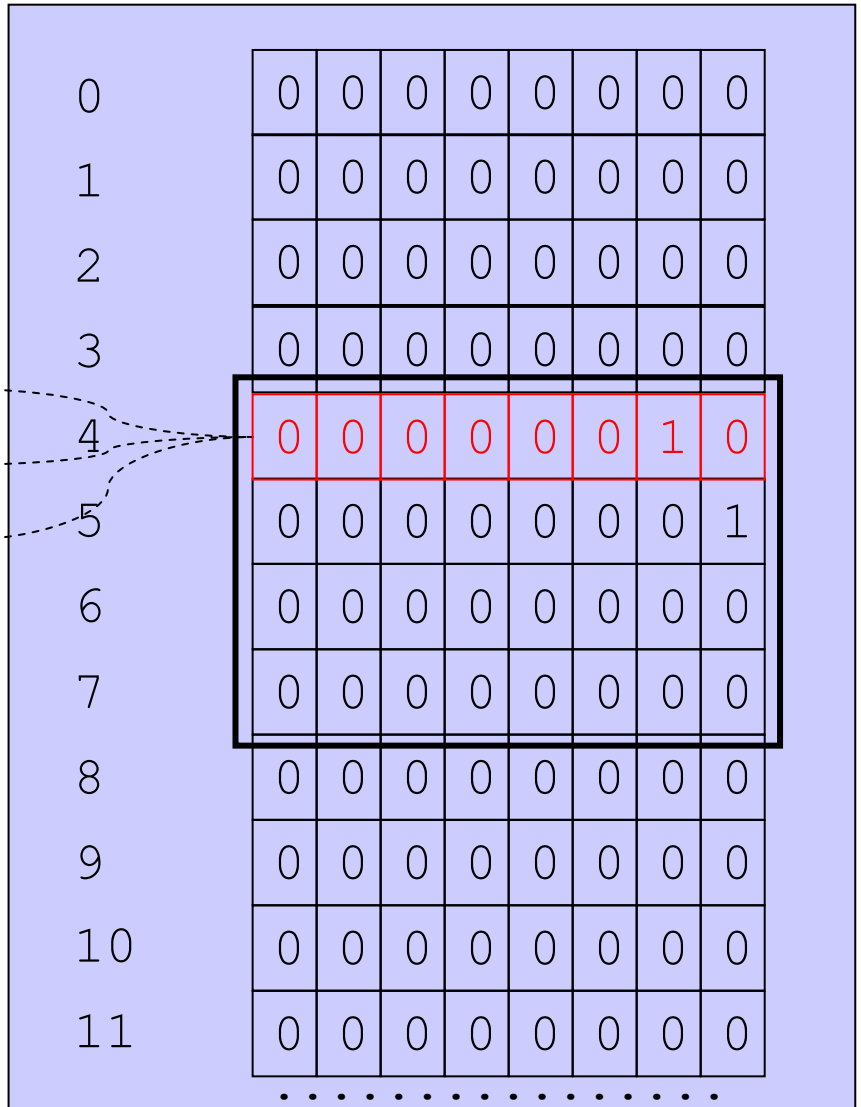 0 0 0 0 0 0 0 0 0
1 0 0 0 0 0 0 0 0
2 0 0 0 0 0 0 0 0
3 0 0 0 0 0 0 0 0
4 0 0 0 0 0 0 1 0
5 0 0 0 0 0 0 0 1
6 0 0 0 0 0 0 0 0
7 0 0 0 0 0 0 0 0
8 0 0 0 0 0 0 0 0
9 0 0 0 0 0 0 0 0
10 0 0 0 0 0 0 0 0
11 0 0 0 0 0 0 0 0
. . . . . . . . . . . . . . . .